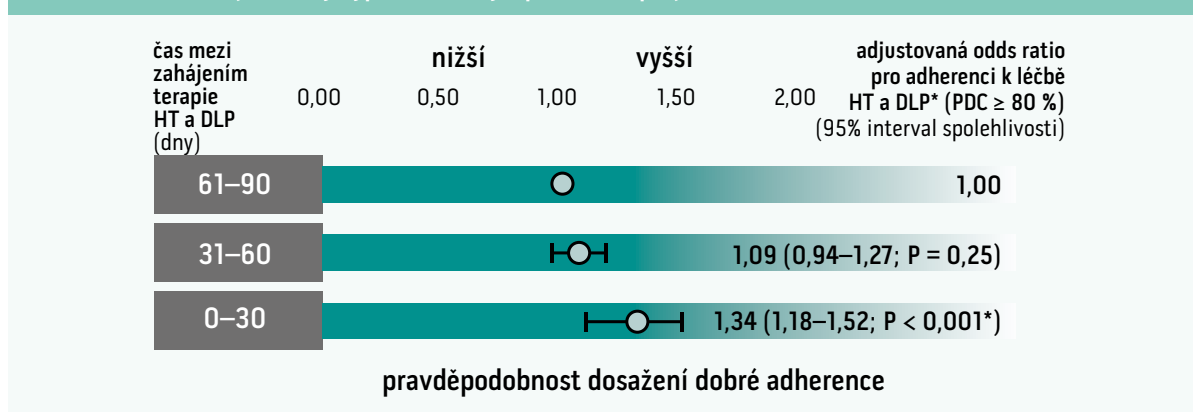 čas mezi
zahájením
terapie
HT a DLP
(dny)
nižší
vyšší
0,00 0,50 1,00 1,50 2,00
adjustovaná odds ratio
pro adherenci k léčbě
HT a DLP* (PDC ≥ 80 %)
(95% interval spolehlivosti)
61–90 1,00
31–60 1,09 (0,94–1,27; P = 0,25)
0–30 1,34 (1,18–1,52; P < 0,001*)
pravděpodobnost dosažení dobré adherence